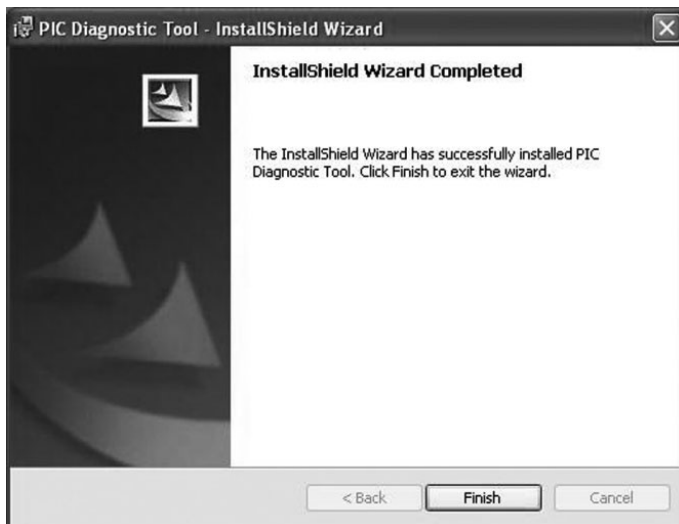 PIC Diagnostic Tool - InstallShield Wizard
InstallShield Wizard Completed
The InstallShield Wizard has successfully installed PIC
Diagnostic Tool. Click Finish to exit the wizard.
< Back
Finish
Cancel